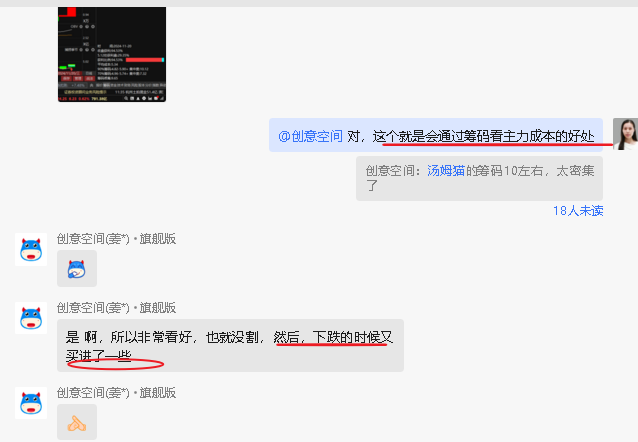 @创意空间 对，这个就是会通过筹码看主力成本的好处
创意空间：汤姆猫的筹码10左右，太密集
了
18人未读
创意空间(姜*)·旗舰版
创意空间(姜*)·旗舰版
是 啊，所以非常看好，也就没割，然后，下跌的时候又
买进了一些
创意空间(姜*)·旗舰版